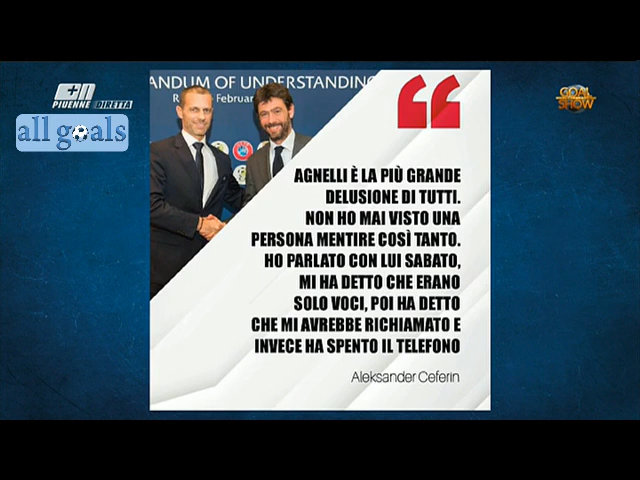 PIUENNE DIRETTA
all goals
GOAL SHOW
ANDUM OF UNDERSTANDING
Februar
AGNELLI È LA PIÙ GRANDE
DELUSIONE DI TUTTI.
NON HO MAI VISTO UNA
PERSONA MENTIRE COSÌ TANTO.
HO PARLATO CON LUI SABATO,
MI HA DETTO CHE ERANO
SOLO VOCI, POI HA DETTO
CHE MI AVREBBE RICHIAMATO E
INVECE HA SPENTO IL TELEFONO
Aleksander Ceferin